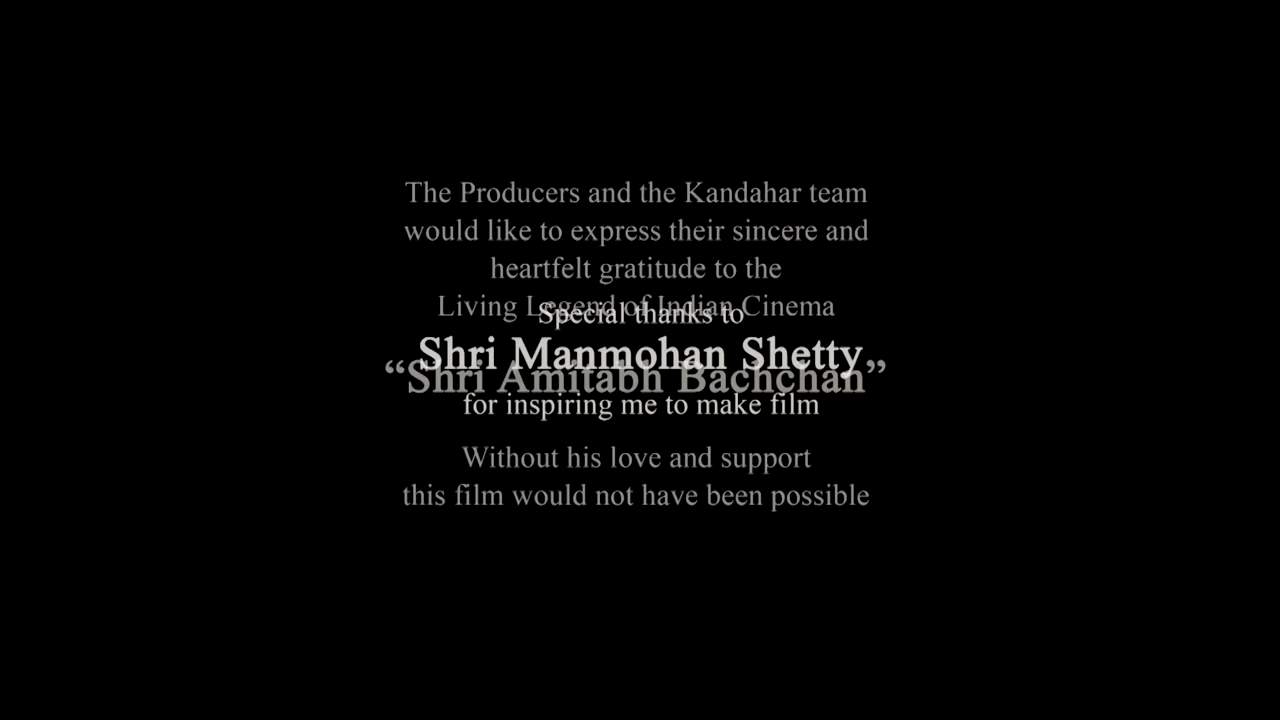 The Producers and the Kandahar team
would like to express their sincere and
heartfelt gratitude to the
Living Legend of Indian Cinema
Special thanks to
Shri Manmohan Shetty
“Shri Amitabh Bachchan”
for inspiring me to make film
Without his love and support
this film would not have been possible